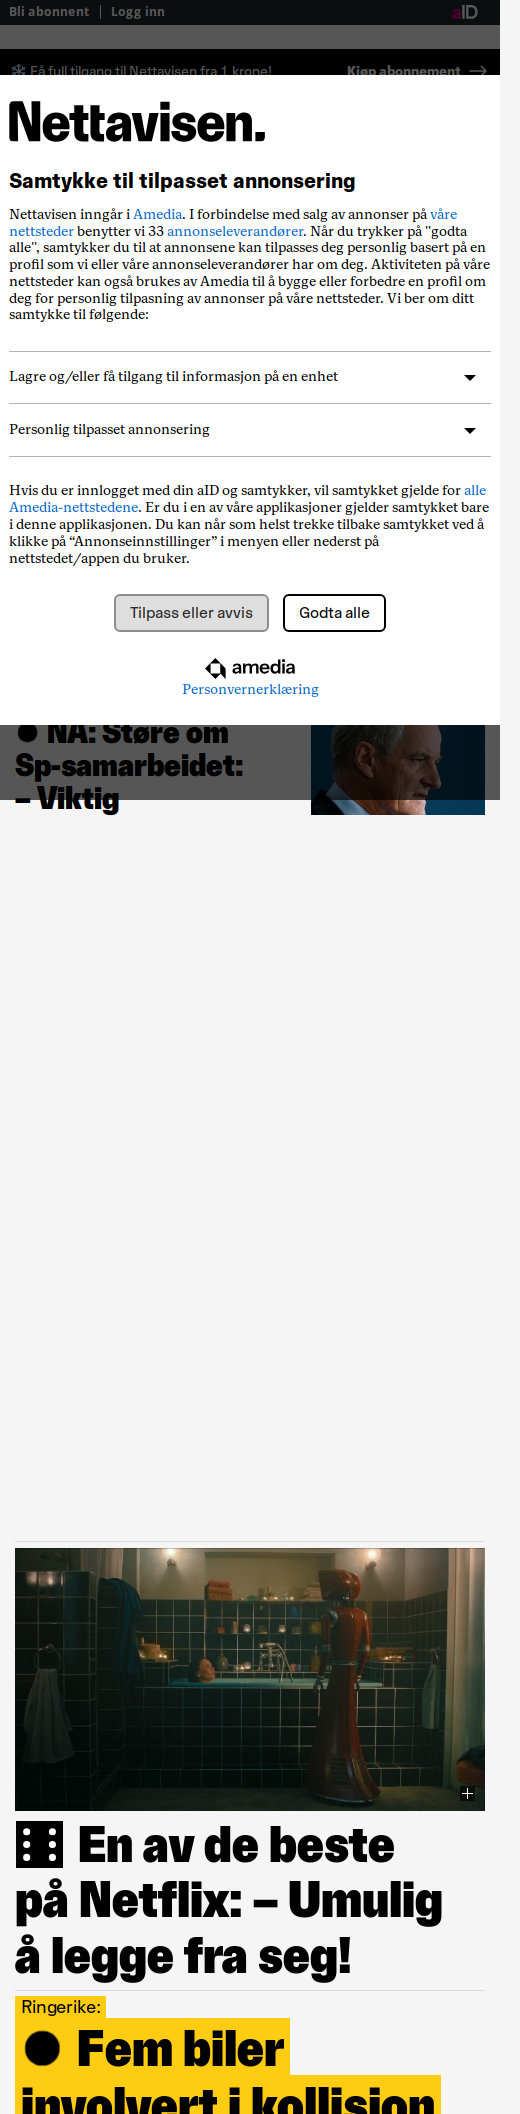 Bli abonnent | Logg inn
aID
Få full tilgang til Nettavisen fra 1 krone!
Kjøp abonnement →
Nettavisen.
Samtykke til tilpasset annonsering
Nettavisen inngår i Amedia. I forbindelse med salg av annonser på våre
nettsteder benytter vi 33 annonseleverandører. Når du trykker på "godta
alle", samtykker du til at annonsene kan tilpasses deg personlig basert på en
profil som vi eller våre annonseleverandører har om deg. Aktiviteten på våre
nettsteder kan også brukes av Amedia til å bygge eller forbedre en profil om
deg for personlig tilpasning av annonser på våre nettsteder. Vi ber om ditt
samtykke til følgende:
Lagre og/eller få tilgang til informasjon på en enhet
Personlig tilpasset annonsering
Hvis du er innlogget med din aID og samtykker, vil samtykket gjelde for alle
Amedia-nettstedene. Er du i en av våre applikasjoner gjelder samtykket bare
i denne applikasjonen. Du kan når som helst trekke tilbake samtykket ved å
klikke på “Annonseinnstillinger” i menyen eller nederst på
nettstedet/appen du bruker.
Tilpass eller avvis
Godta alle
amedia
Personvernerklæring
NÅ: Støre om
Sp-samarbeidet:
– Viktig
En av de beste
på Netflix: – Umulig
å legge fra seg!
Ringerike:
Fem biler
involvert i kollisjon